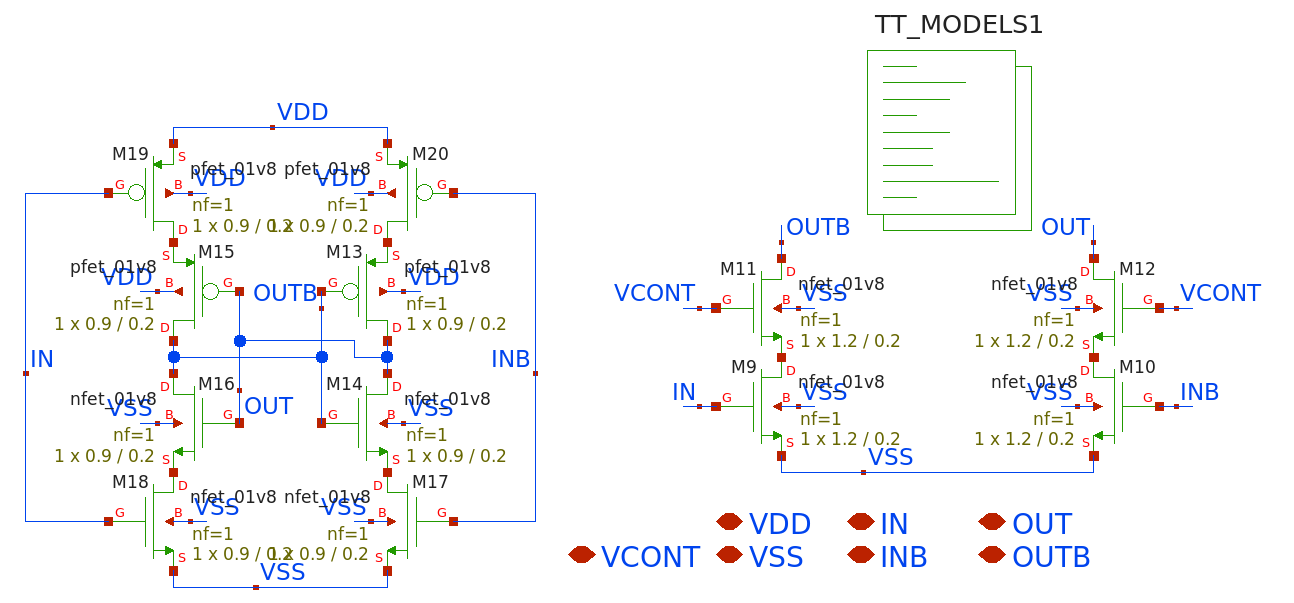 TT_MODELS1
VDD
M19
S
pfet_01v8
G
B
VDD
nf=1
1 x 0.9 / 0.2
D
M20
S
pfet_01v8
G
B
VDD
nf=1
1 x 0.9 / 0.2
D
M15
S
pfet_01v8
G
B
VDD
nf=1
1 x 0.9 / 0.2
D
M13
S
pfet_01v8
G
B
VDD
nf=1
1 x 0.9 / 0.2
D
OUTB
IN
INB
M16
D
nfet_01v8
G
B
VSS
nf=1
1 x 0.9 / 0.2
S
OUT
M14
D
nfet_01v8
G
B
VSS
nf=1
1 x 0.9 / 0.2
S
M18
D
nfet_01v8
G
B
VSS
nf=1
1 x 0.9 / 0.2
S
M17
D
nfet_01v8
G
B
VSS
nf=1
1 x 0.9 / 0.2
S
VSS
OUTB
M11
D
nfet_01v8
VCONT
G
B
VSS
nf=1
1 x 1.2 / 0.2
S
OUT
M12
D
nfet_01v8
VCONT
G
B
VSS
nf=1
1 x 1.2 / 0.2
S
M9
D
nfet_01v8
IN
G
B
VSS
nf=1
1 x 1.2 / 0.2
S
M10
D
nfet_01v8
INB
G
B
VSS
nf=1
1 x 1.2 / 0.2
S
VSS
VDD
IN
OUT
VCONT
VSS
INB
OUTB